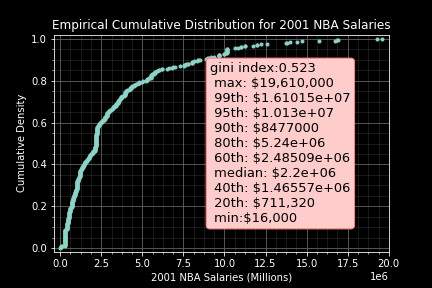 Empirical Cumulative Distribution for 2001 NBA Salaries
1.0
0.8
0.6
0.4
0.2
0.0
Cumulative Density
gini index:0.523
max: $19,610,000
99th: $1.61015e+07
95th: $1.013e+07
90th: $8477000
80th: $5.24e+06
60th: $2.48509e+06
median: $2.2e+06
40th: $1.46557e+06
20th: $711,320
min:$16,000
0.0 2.5 5.0 7.5 10.0 12.5 15.0 17.5 20.0
1e6
2001 NBA Salaries (Millions)